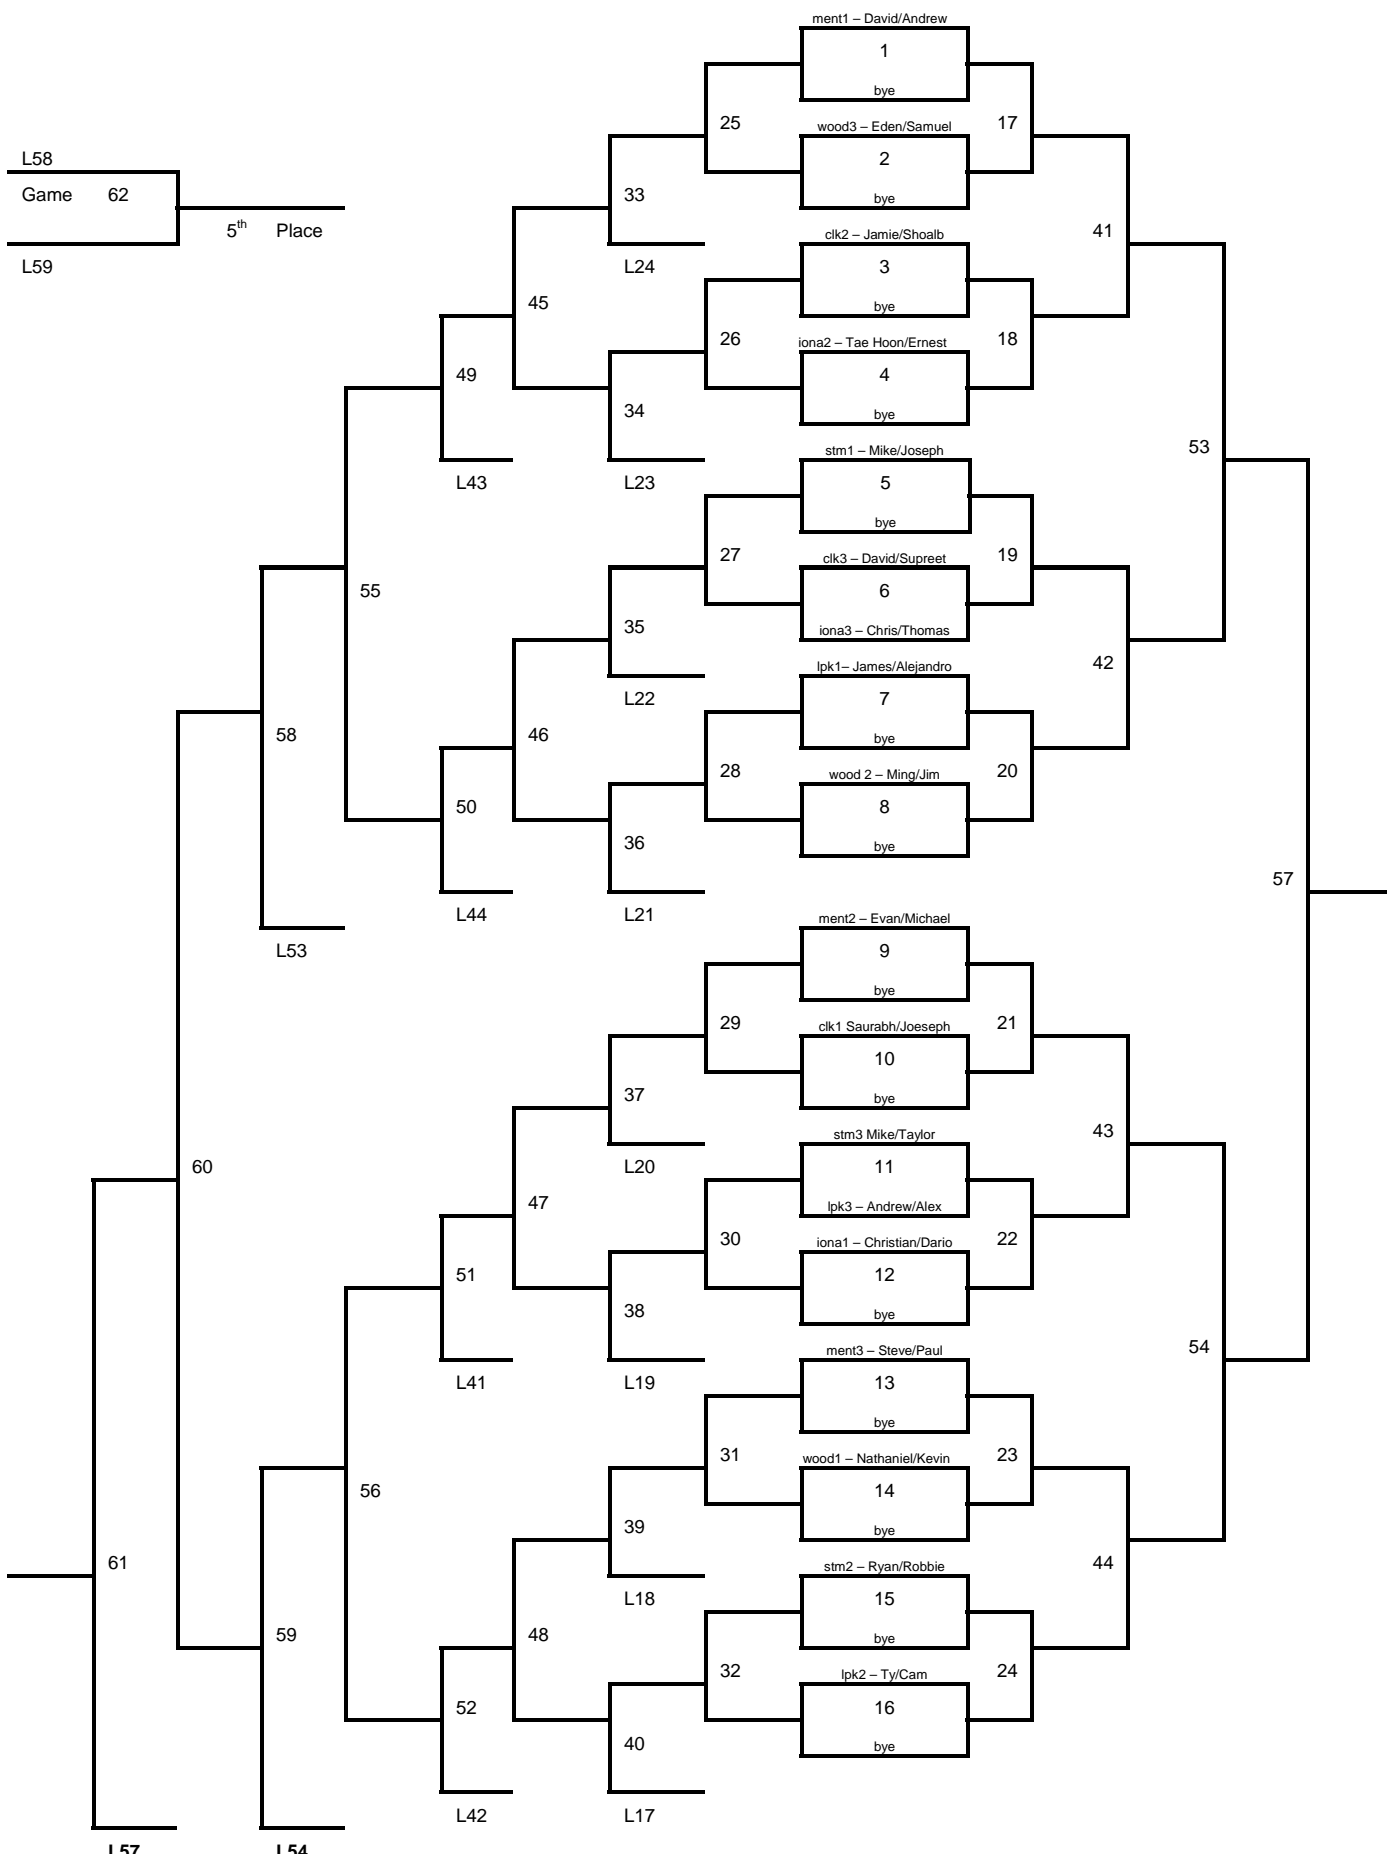 ment1 – David/Andrew
1
bye
25
wood3 – Eden/Samuel
17
L58
2
Game 62
33
bye
5th Place
clk2 – Jamie/Shoalb
41
L59
L24
3
45
bye
26
iona2 – Tae Hoon/Ernest
18
49
4
34
bye
stm1 – Mike/Joseph
53
L43
L23
5
bye
27
clk3 – David/Supreet
19
55
6
35
iona3 – Chris/Thomas
42
lpk1– James/Alejandro
L22
7
58
46
bye
28
wood 2 – Ming/Jim
20
50
8
36
bye
57
L44
L21
ment2 – Evan/Michael
L53
9
bye
29
clk1 Saurabh/Joeseph
21
10
37
bye
stm3 Mike/Taylor
43
60
L20
11
47
lpk3 – Andrew/Alex
30
iona1 – Christian/Dario
22
51
12
38
bye
ment3 – Steve/Paul
54
L41
L19
13
bye
31
wood1 – Nathaniel/Kevin
23
56
14
39
bye
61
stm2 – Ryan/Robbie
44
L18
15
59
48
bye
32
lpk2 – Ty/Cam
24
52
16
40
bye
L42
L17
L57
L54